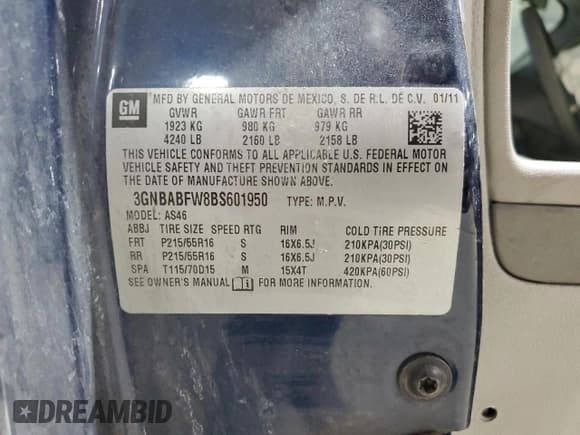 GM
MFD BY GENERAL MOTORS DE MEXICO, S. DE R.L. DE C.V. 01/11
GVWR GAWR FRT GAWR RR
1923 KG 980 KG 979 KG
4240 LB 2160 LB 2158 LB
THIS VEHICLE CONFORMS TO ALL APPLICABLE U.S. FEDERAL MOTOR
VEHICLE SAFETY AND THEFT PREVENTION STANDARDS IN EFFECT ON
THE DATE OF MANUFACTURE SHOWN ABOVE.
3GNBABFW8BS601950 TYPE: M.P.V.
MODEL: AS46
ABBJ TIRE SIZE SPEED RTG RIM COLD TIRE PRESSURE
FRT P215/55R16 S 16X6.5J 210KPA(30PSI)
RR P215/55R16 S 16X6.5J 210KPA(30PSI)
SPA T115/70D15 M 15X4T 420KPA(60PSI)
SEE OWNER'S MANUAL FOR MORE INFORMATION.
DREAMBID